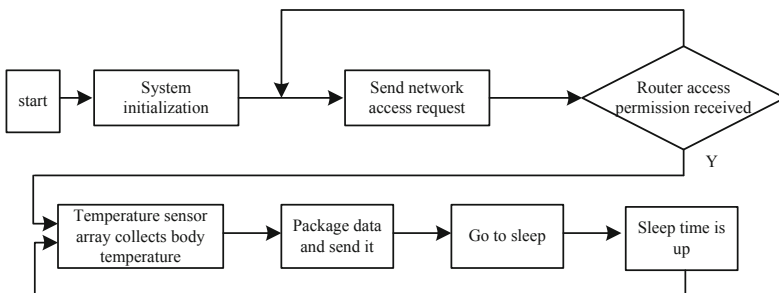 start
System
initialization
Send network
access request
Router access
permission received
Y
Temperature sensor
array collects body
temperature
Package data
and send it
Go to sleep
Sleep time is
up